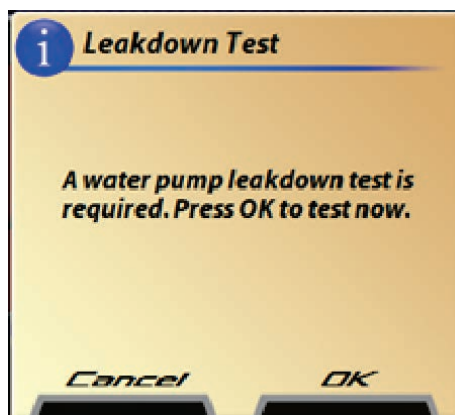 i Leakdown Test
A water pump leakdown test is
required. Press OK to test now.
Cancel OK